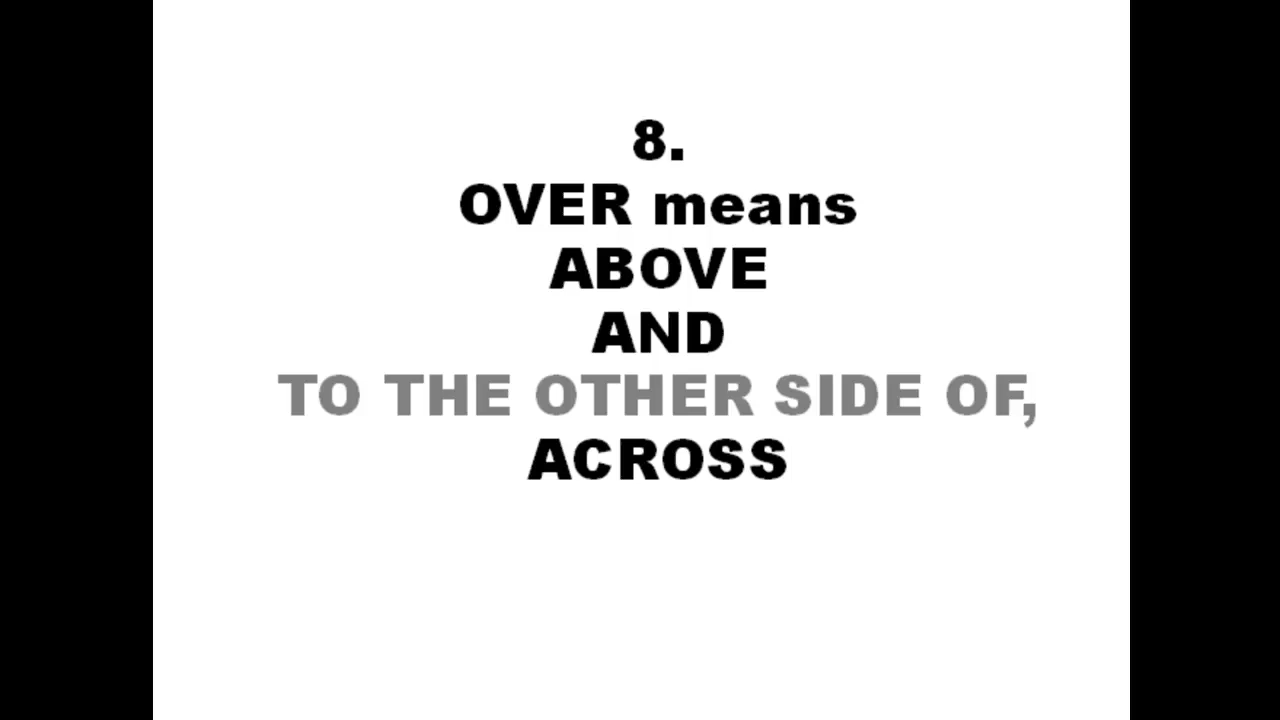 8.
OVER means
ABOVE
AND
TO THE OTHER SIDE OF,
ACROSS